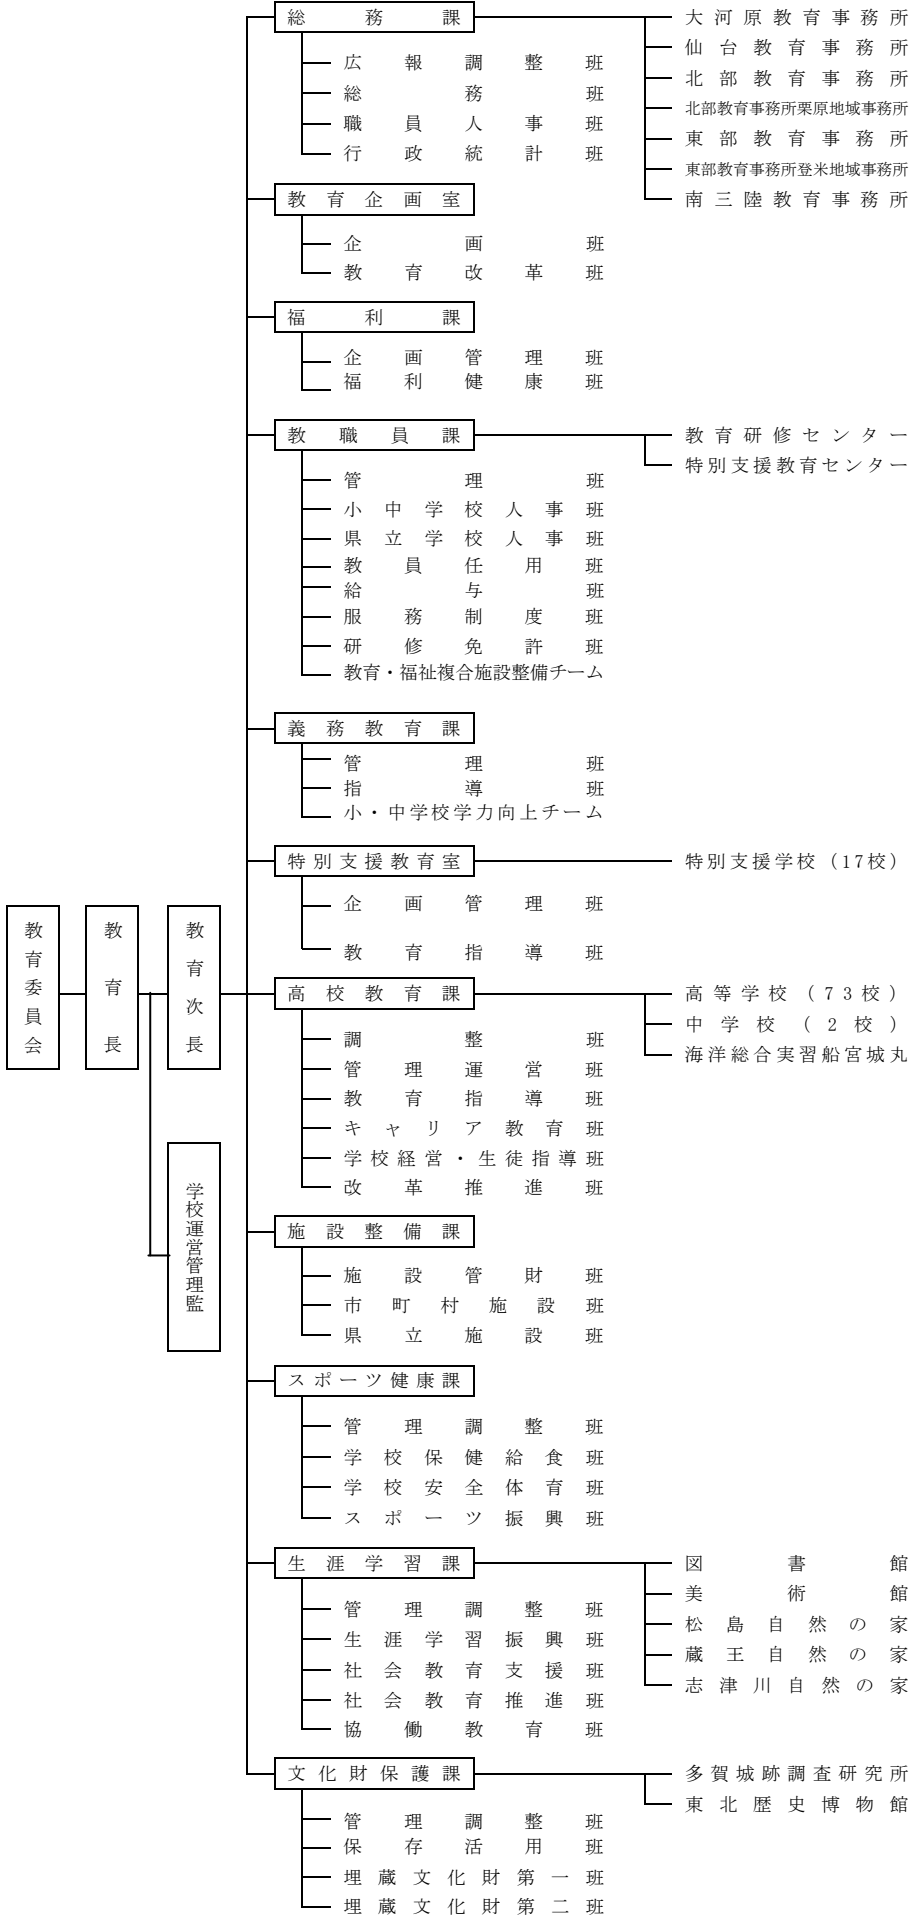 教育委員会
教育長
教育次長
学校運営管理監
総務課
広報調整班
総務班
職員人事班
行政統計班
大河原教育事務所
仙台教育事務所
北部教育事務所
北部教育事務所栗原地域事務所
東部教育事務所
東部教育事務所登米地域事務所
南三陸教育事務所
教育企画室
企画班
教育改革班
福利課
企画管理班
福利健康班
教職員課
管理班
小中学校人事班
県立学校人事班
教員任用班
給与班
服務制度班
研修免許班
教育・福祉複合施設整備チーム
教育研修センター
特別支援教育センター
義務教育課
管理班
指導班
小・中学校学力向上チーム
特別支援教育室
企画管理班
教育指導班
特別支援学校（17校）
高校教育課
調整班
管理運営班
教育指導班
キャリア教育班
学校経営・生徒指導班
改革推進班
高等学校（73校）
中学校（2校）
海洋総合実習船宮城丸
施設整備課
施設管財班
市町村施設班
県立施設班
スポーツ健康課
管理調整班
学校保健給食班
学校安全体育班
スポーツ振興班
生涯学習課
管理調整班
生涯学習振興班
社会教育支援班
社会教育推進班
協働教育班
図書館
美術館
松島自然の家
蔵王自然の家
志津川自然の家
文化財保護課
管理調整班
保存活用班
埋蔵文化財第一班
埋蔵文化財第二班
多賀城跡調査研究所
東北歴史博物館